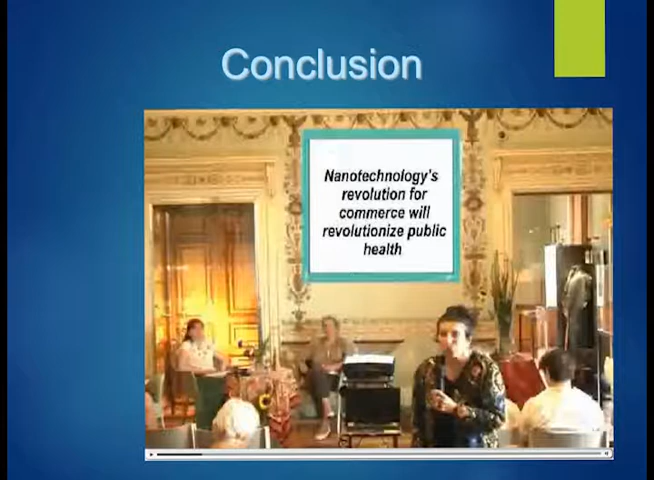 Conclusion
Nanotechnology's
revolution for
commerce will
revolutionize public
health